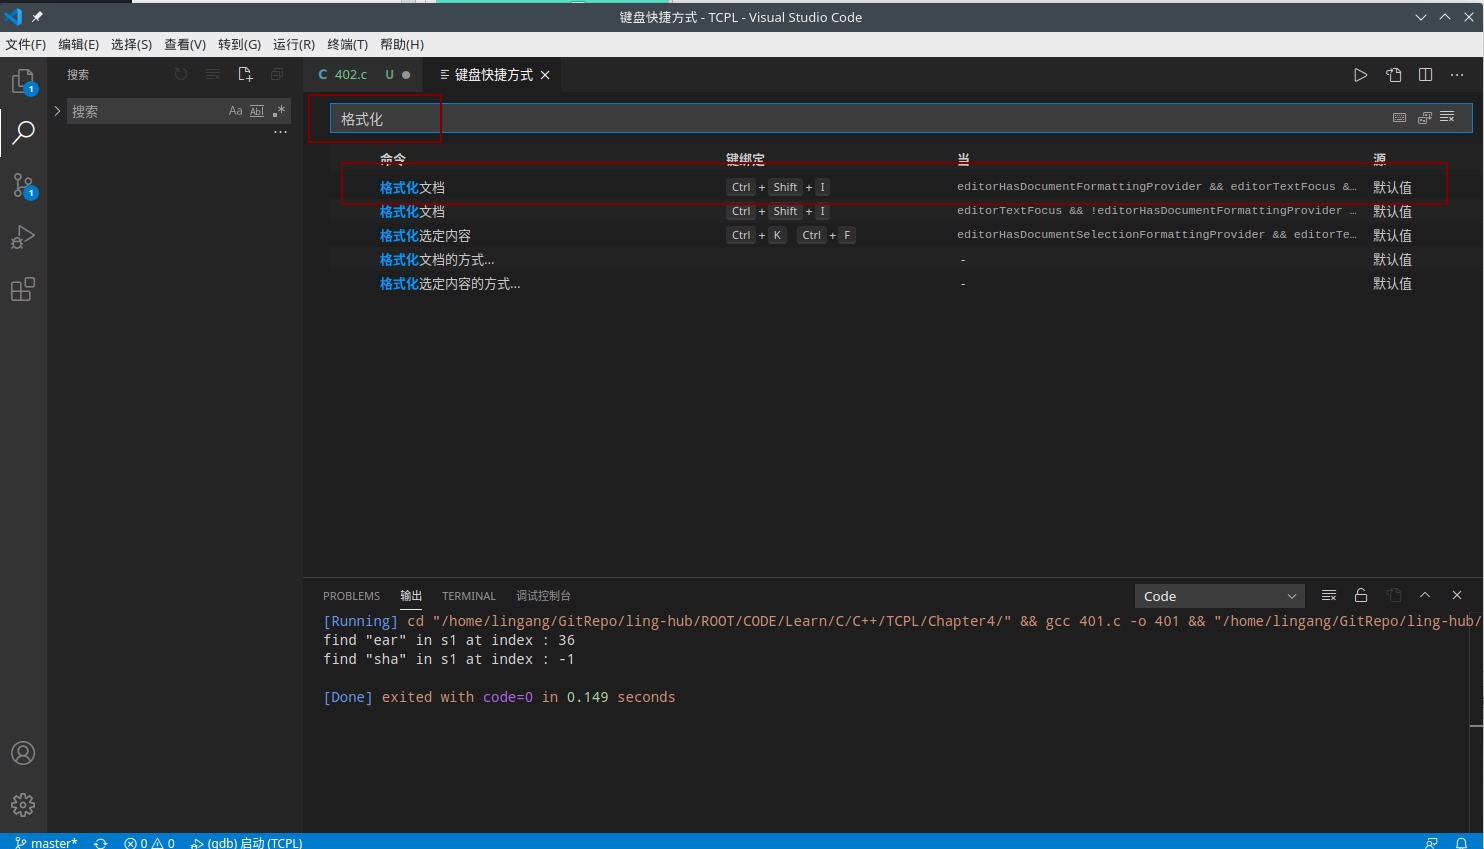 键盘快捷方式 - TCPL - Visual Studio Code
文件(F) 编辑(E) 选择(S) 查看(V) 转到(G) 运行(R) 终端(T) 帮助(H)
搜索
C 402.c U ● 键盘快捷方式
1
搜索 Aa Abl .*
格式化
命令 键绑定 当 源
格式化文档 Ctrl + Shift + I editorHasDocumentFormattingProvider && editorTextFocus &… 默认值
格式化文档 Ctrl + Shift + I editorTextFocus && !editorHasDocumentFormattingProvider … 默认值
格式化选定内容 Ctrl + K Ctrl + F editorHasDocumentSelectionFormattingProvider && editorTe… 默认值
格式化文档的方式... - 默认值
格式化选定内容的方式... - 默认值
1
PROBLEMS 输出 TERMINAL 调试控制台 Code
[Running] cd "/home/lingang/GitRepo/ling-hub/ROOT/CODE/Learn/C/C++/TCPL/Chapter4/" && gcc 401.c -o 401 && "/home/lingang/GitRepo/ling-hub/
find "ear" in s1 at index : 36
find "sha" in s1 at index : -1
[Done] exited with code=0 in 0.149 seconds
master* 0 0 (gdb) 启动 (TCPL)